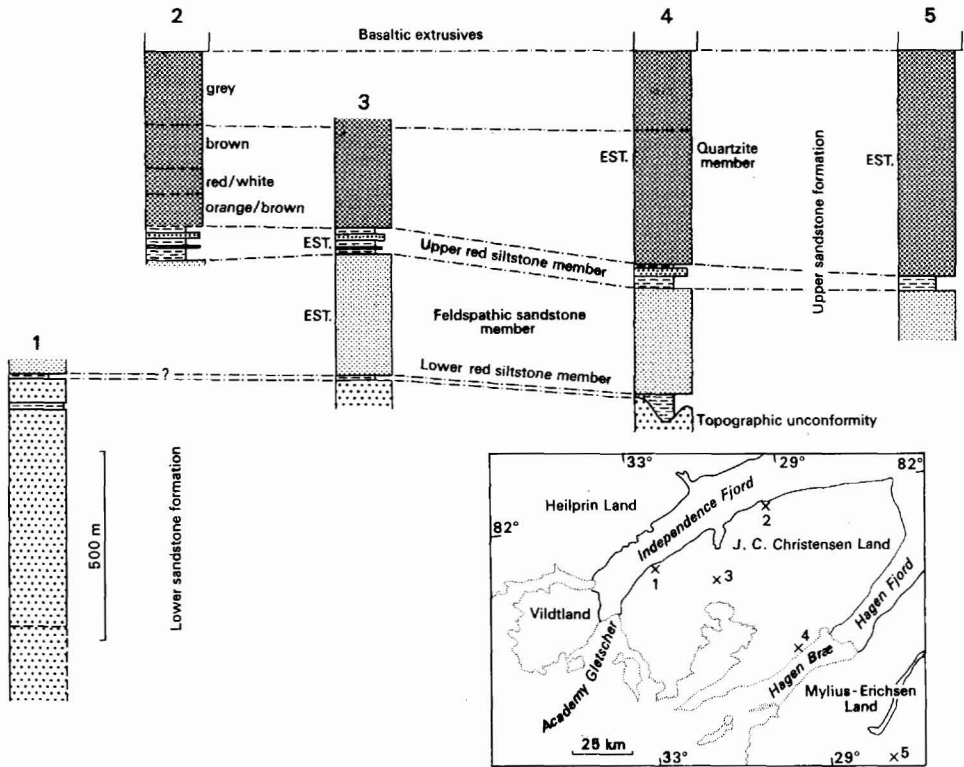 2
4
5
Basaltic extrusives
grey
3
brown
EST.
Quartzite
member
EST.
red/white
orange/brown
EST.
Upper red siltstone member
Upper sandstone formation
EST.
Feldspathic sandstone
member
1
?
Lower red siltstone member
Topographic unconformity
500 m
Lower sandstone formation
33°
29°
82°
Heilprin Land
Independence Fjord
82°
2
J. C. Christensen Land
1
3
Vildtland
Hagen Fjord
4
Academy Gletscher
Hagen Bræ
Mylius-Erichsen
Land
25 km
33°
29°
5